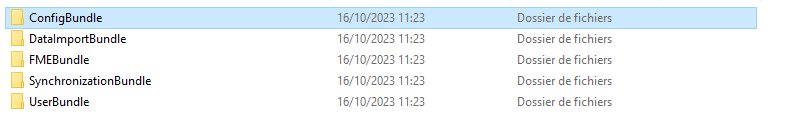 ConfigBundle 16/10/2023 11:23 Dossier de fichiers
DataImportBundle 16/10/2023 11:23 Dossier de fichiers
FMEBundle 16/10/2023 11:23 Dossier de fichiers
SynchronizationBundle 16/10/2023 11:23 Dossier de fichiers
UserBundle 16/10/2023 11:23 Dossier de fichiers